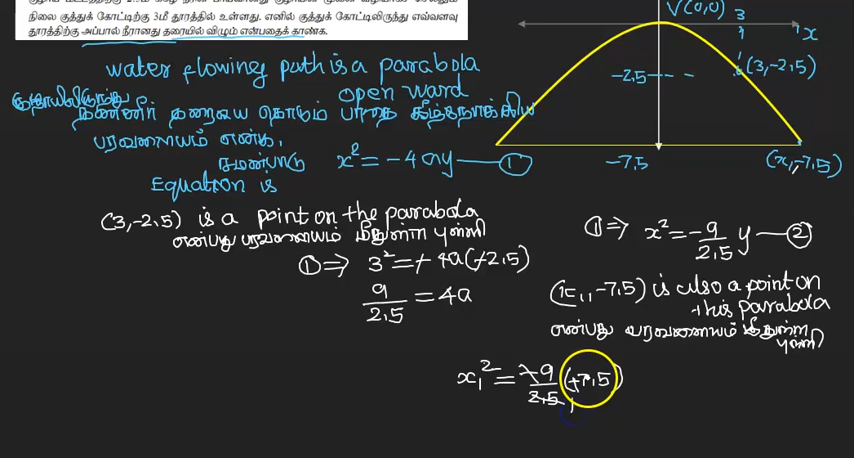 நிலை குத்துக் கோட்டிற்கு 3மீ தூரத்தில் உள்ளது. எனில் குத்துக் கோட்டிலிருந்து எவ்வளவு
தூரத்திற்கு அப்பால் நீரானது தரையில் விழும் என்பதைக் காண்க.
V(0,0)
3
x
(3,-2.5)
-2.5
-7.5
(x₁,-7.5)
water flowing path is a parabola
open ward
தண்ணீர் தரையை தொடும் பாதை கீழ்நோக்கிய
பரவளையம் என்க.
சமன்பாடு x² = -4ay — ①
Equation is
(3,-2.5) is a point on the parabola
என்பது பரவளையம் மீதுள்ள புள்ளி
① ⇒ 3² = +4a(+2.5)
9/2.5 = 4a
① ⇒ x² = -9/2.5 y — ②
(x₁,-7.5) is also a point on
this parabola
என்பது பரவளையம் மீதுள்ள
புள்ளி
x₁² = -9/2.5 (+7.5)